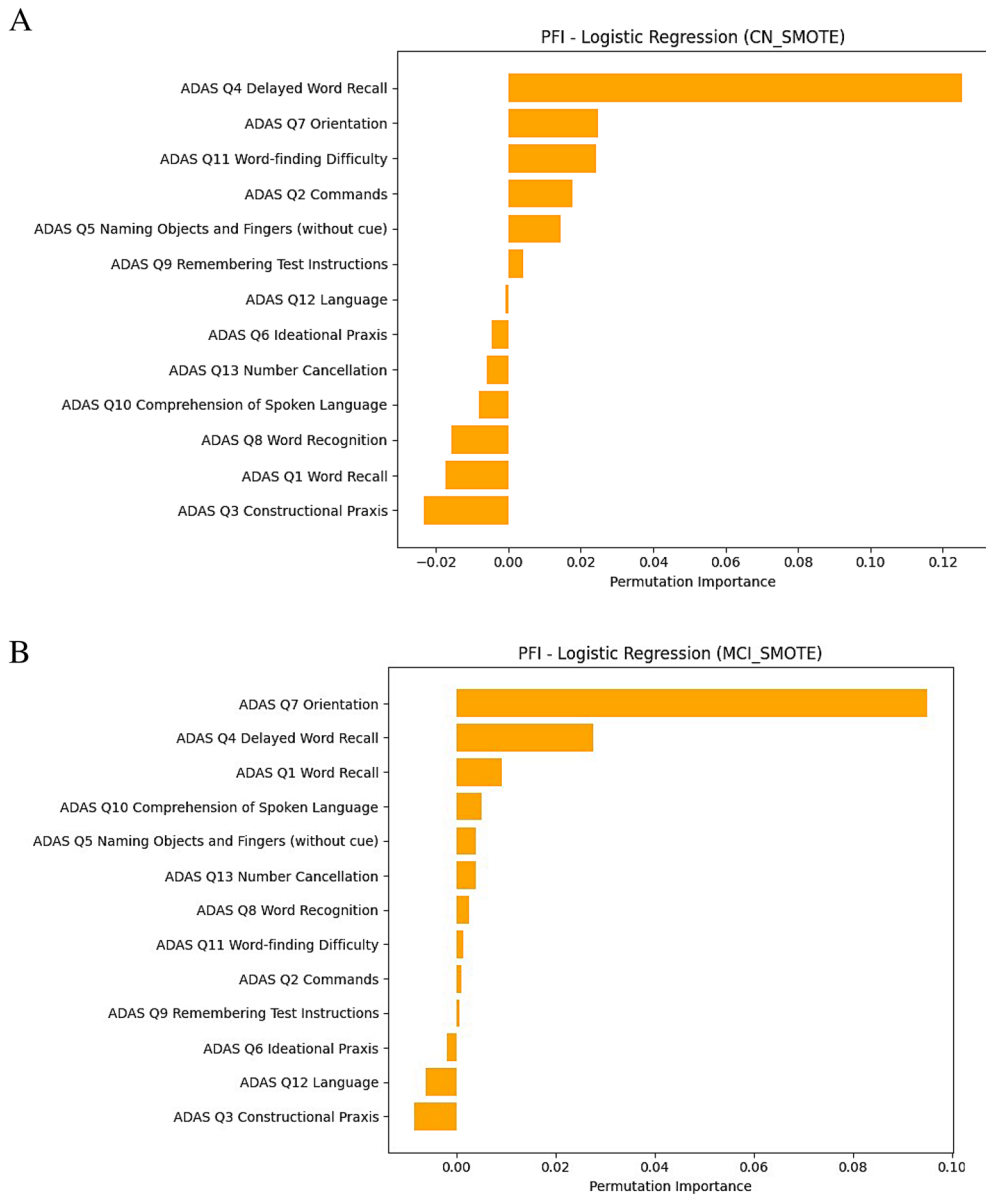 A
PFI - Logistic Regression (CN_SMOTE)
ADAS Q4 Delayed Word Recall
ADAS Q7 Orientation
ADAS Q11 Word-finding Difficulty
ADAS Q2 Commands
ADAS Q5 Naming Objects and Fingers (without cue)
ADAS Q9 Remembering Test Instructions
ADAS Q12 Language
ADAS Q6 Ideational Praxis
ADAS Q13 Number Cancellation
ADAS Q10 Comprehension of Spoken Language
ADAS Q8 Word Recognition
ADAS Q1 Word Recall
ADAS Q3 Constructional Praxis
−0.02 0.00 0.02 0.04 0.06 0.08 0.10 0.12
Permutation Importance
B
PFI - Logistic Regression (MCI_SMOTE)
ADAS Q7 Orientation
ADAS Q4 Delayed Word Recall
ADAS Q1 Word Recall
ADAS Q10 Comprehension of Spoken Language
ADAS Q5 Naming Objects and Fingers (without cue)
ADAS Q13 Number Cancellation
ADAS Q8 Word Recognition
ADAS Q11 Word-finding Difficulty
ADAS Q2 Commands
ADAS Q9 Remembering Test Instructions
ADAS Q6 Ideational Praxis
ADAS Q12 Language
ADAS Q3 Constructional Praxis
0.00 0.02 0.04 0.06 0.08 0.10
Permutation Importance